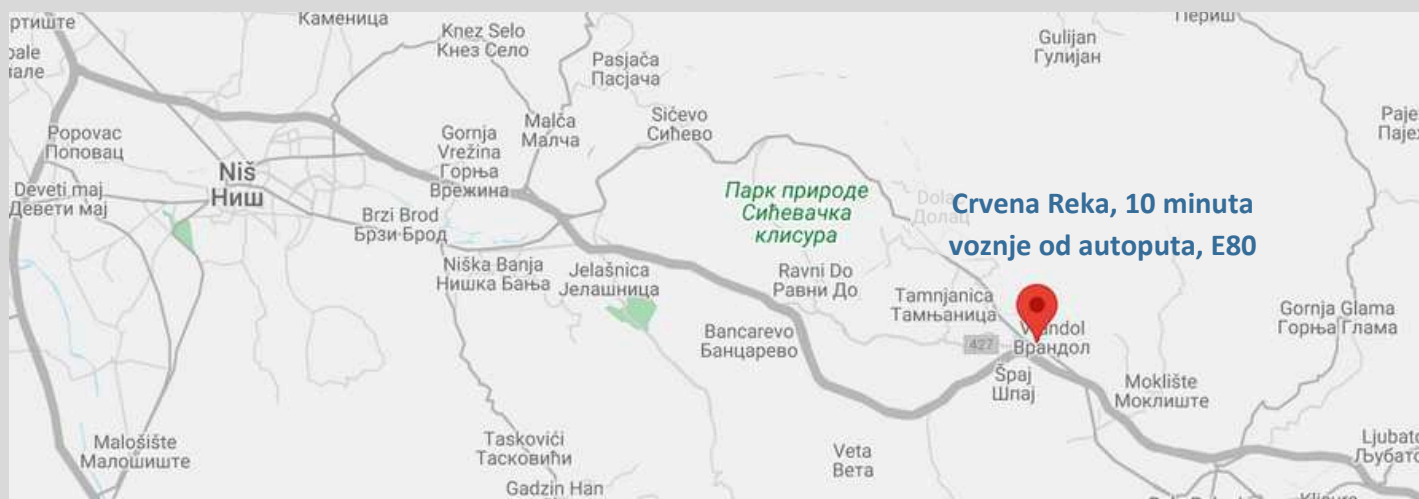 ртиште
Каменица
Knez Selo
Кнез Село
Pasjača
Пасјача
Gulijan
Гулијан
Периш
Popovac
Поповац
Niš
Ниш
Deveti maj
Девети мај
Gornja
Vrežina
Горња
Врежина
Malča
Малча
Sićevo
Сићево
Brzi Brod
Брзи Брод
Niška Banja
Нишка Бања
Jelašnica
Јелашница
Парк природе
Сићевачка
клисура
Долац
Crvena Reka, 10 minuta
voznje od autoputa, E80
Ravni Do
Равни До
Tamnjanica
Тамњаница
427
Врандол
Špaj
Шпај
Bancarevo
Банцарево
Moklište
Моклиште
Gornja Glama
Горња Глама
Malošište
Малошиште
Taskovići
Тасковићи
Gadzin Han
Veta
Вета